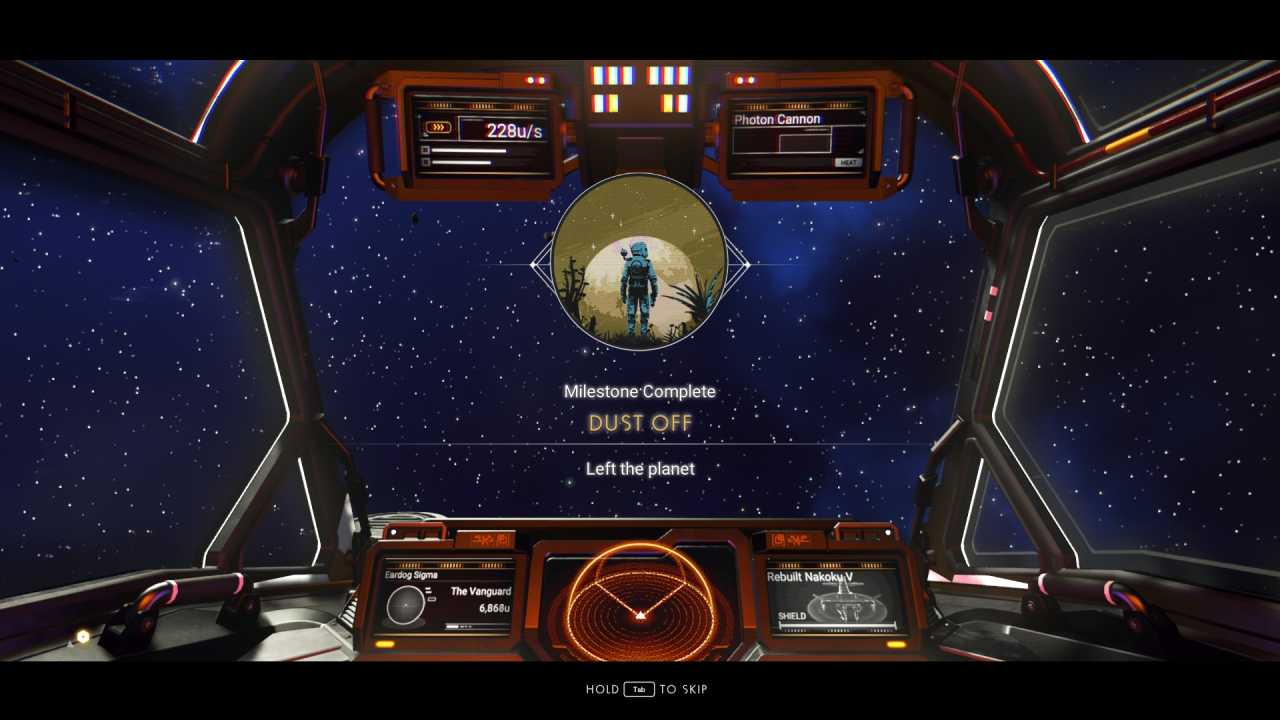 228u/s
Photon Cannon
HEAT
Milestone Complete
DUST OFF
Left the planet
Eardog Sigma
The Vanguard
6,868u
Rebuilt Nakoku V
SHIELD
HOLD Tab TO SKIP